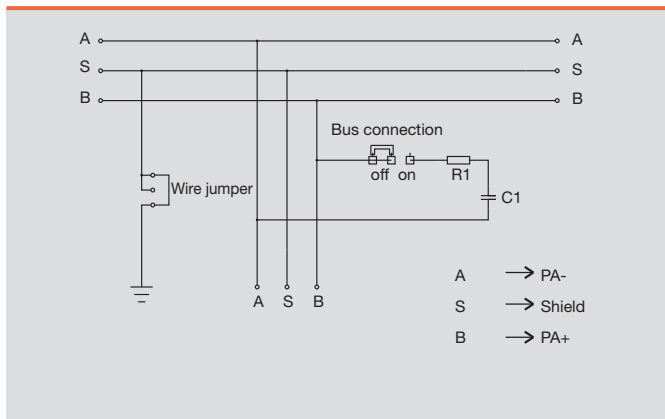 A A
S S
B B
Bus connection
off on R1
Wire jumper
C1
A → PA-
S → Shield
B → PA+
A S B